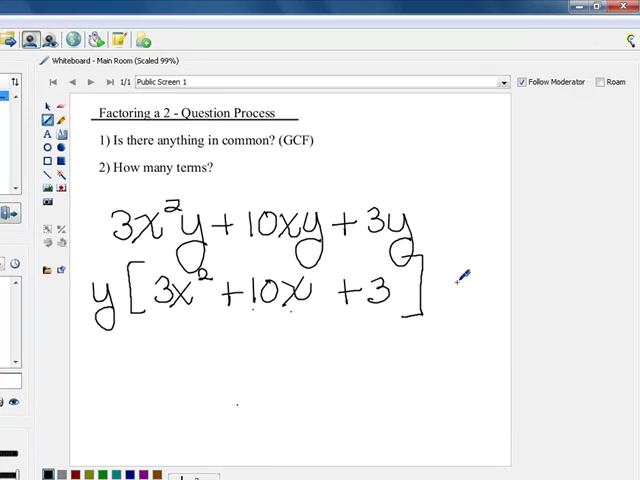 Whiteboard - Main Room (Scaled 99%)
1/1 Public Screen 1 Follow Moderator Roam
Factoring a 2 - Question Process
1) Is there anything in common? (GCF)
2) How many terms?
3x²y + 10xy + 3y
y [ 3x² + 10x + 3 ]